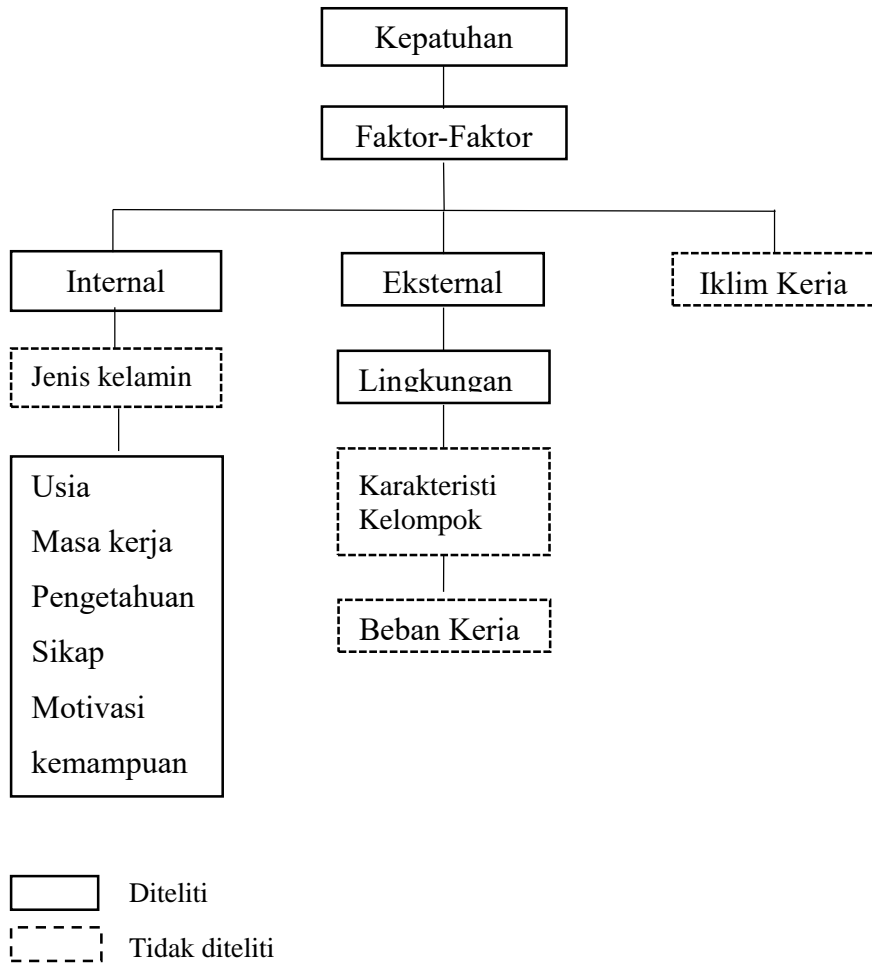 Kepatuhan
Faktor-Faktor
Internal
Eksternal
Iklim Kerja
Jenis kelamin
Lingkungan
Usia
Masa kerja
Pengetahuan
Sikap
Motivasi
kemampuan
Karakteristi
Kelompok
Beban Kerja
Diteliti
Tidak diteliti